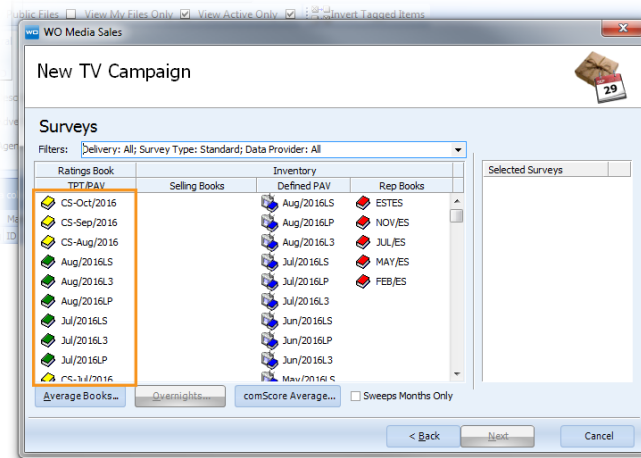 ublic Files View My Files Only View Active Only Invert Tagged Items
WO Media Sales
New TV Campaign
29
Surveys
Filters: Delivery: All; Survey Type: Standard; Data Provider: All
Ratings Book Inventory Selected Surveys
TPT/PAV Selling Books Defined PAV Rep Books
CS-Oct/2016 Aug/2016LS ESTES
CS-Sep/2016 Aug/2016LP NOV/ES
CS-Aug/2016 Aug/2016L3 JUL/ES
Aug/2016LS Jul/2016LS MAY/ES
Aug/2016L3 Jul/2016LP FEB/ES
Aug/2016LP Jul/2016L3
Jul/2016LS Jun/2016LS
Jul/2016L3 Jun/2016LP
Jul/2016LP Jun/2016L3
CS-Jul/2016 May/2016LS
Average Books... Overnights... comScore Average... Sweeps Months Only
< Back Next Cancel